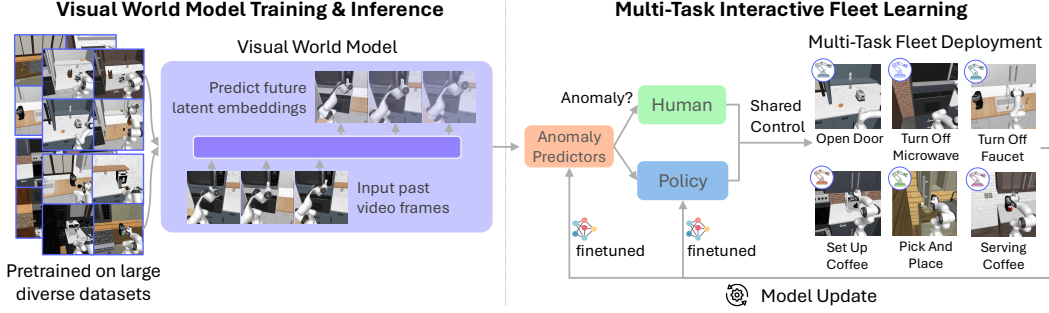 Visual World Model Training & Inference
Visual World Model
Predict future
latent embeddings
Input past
video frames
Pretrained on large
diverse datasets
Multi-Task Interactive Fleet Learning
Multi-Task Fleet Deployment
Anomaly?
Human
Anomaly
Predictors
Policy
Shared
Control
Open Door
Turn Off
Microwave
Turn Off
Faucet
Set Up
Coffee
Pick And
Place
Serving
Coffee
finetuned
finetuned
Model Update